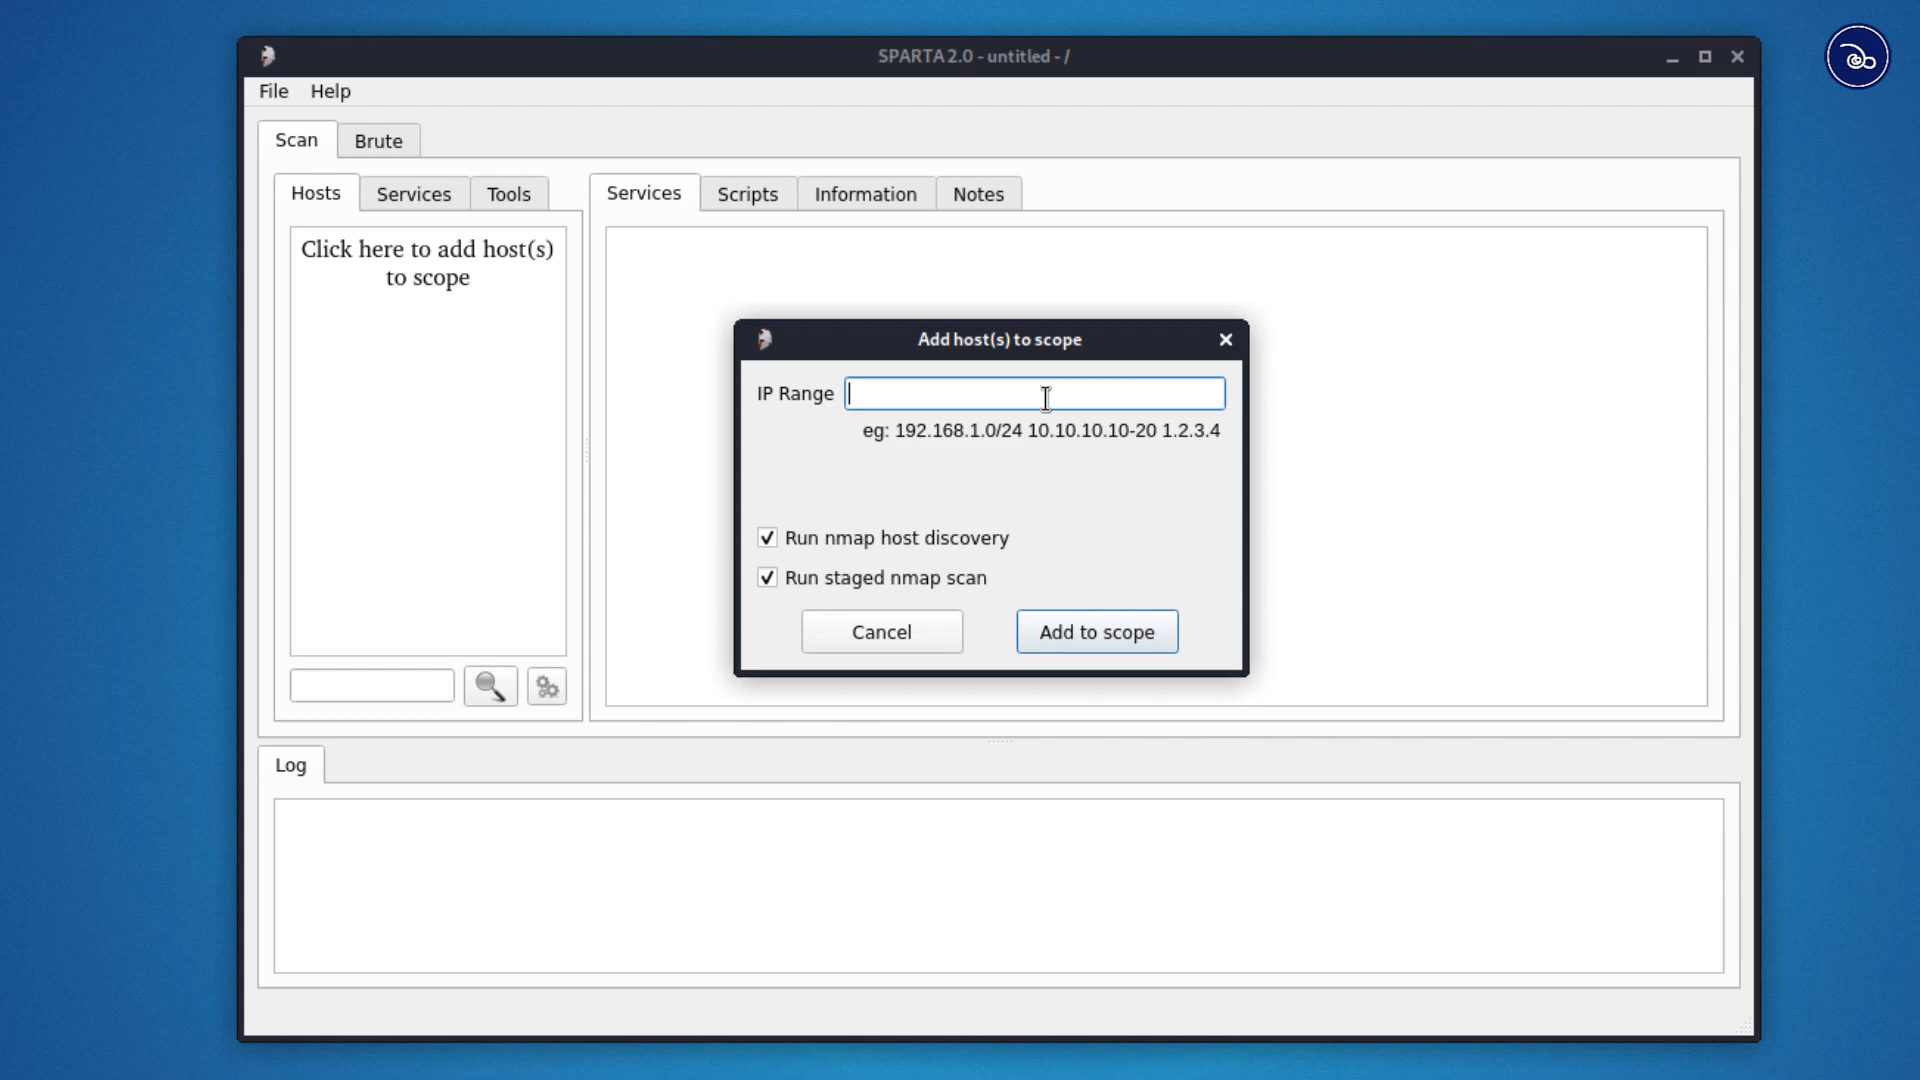 SPARTA 2.0 - untitled - /
File Help
Scan Brute
Hosts Services Tools Services Scripts Information Notes
Click here to add host(s)
to scope
Add host(s) to scope
IP Range
eg: 192.168.1.0/24 10.10.10.10-20 1.2.3.4
Run nmap host discovery
Run staged nmap scan
Cancel Add to scope
Log